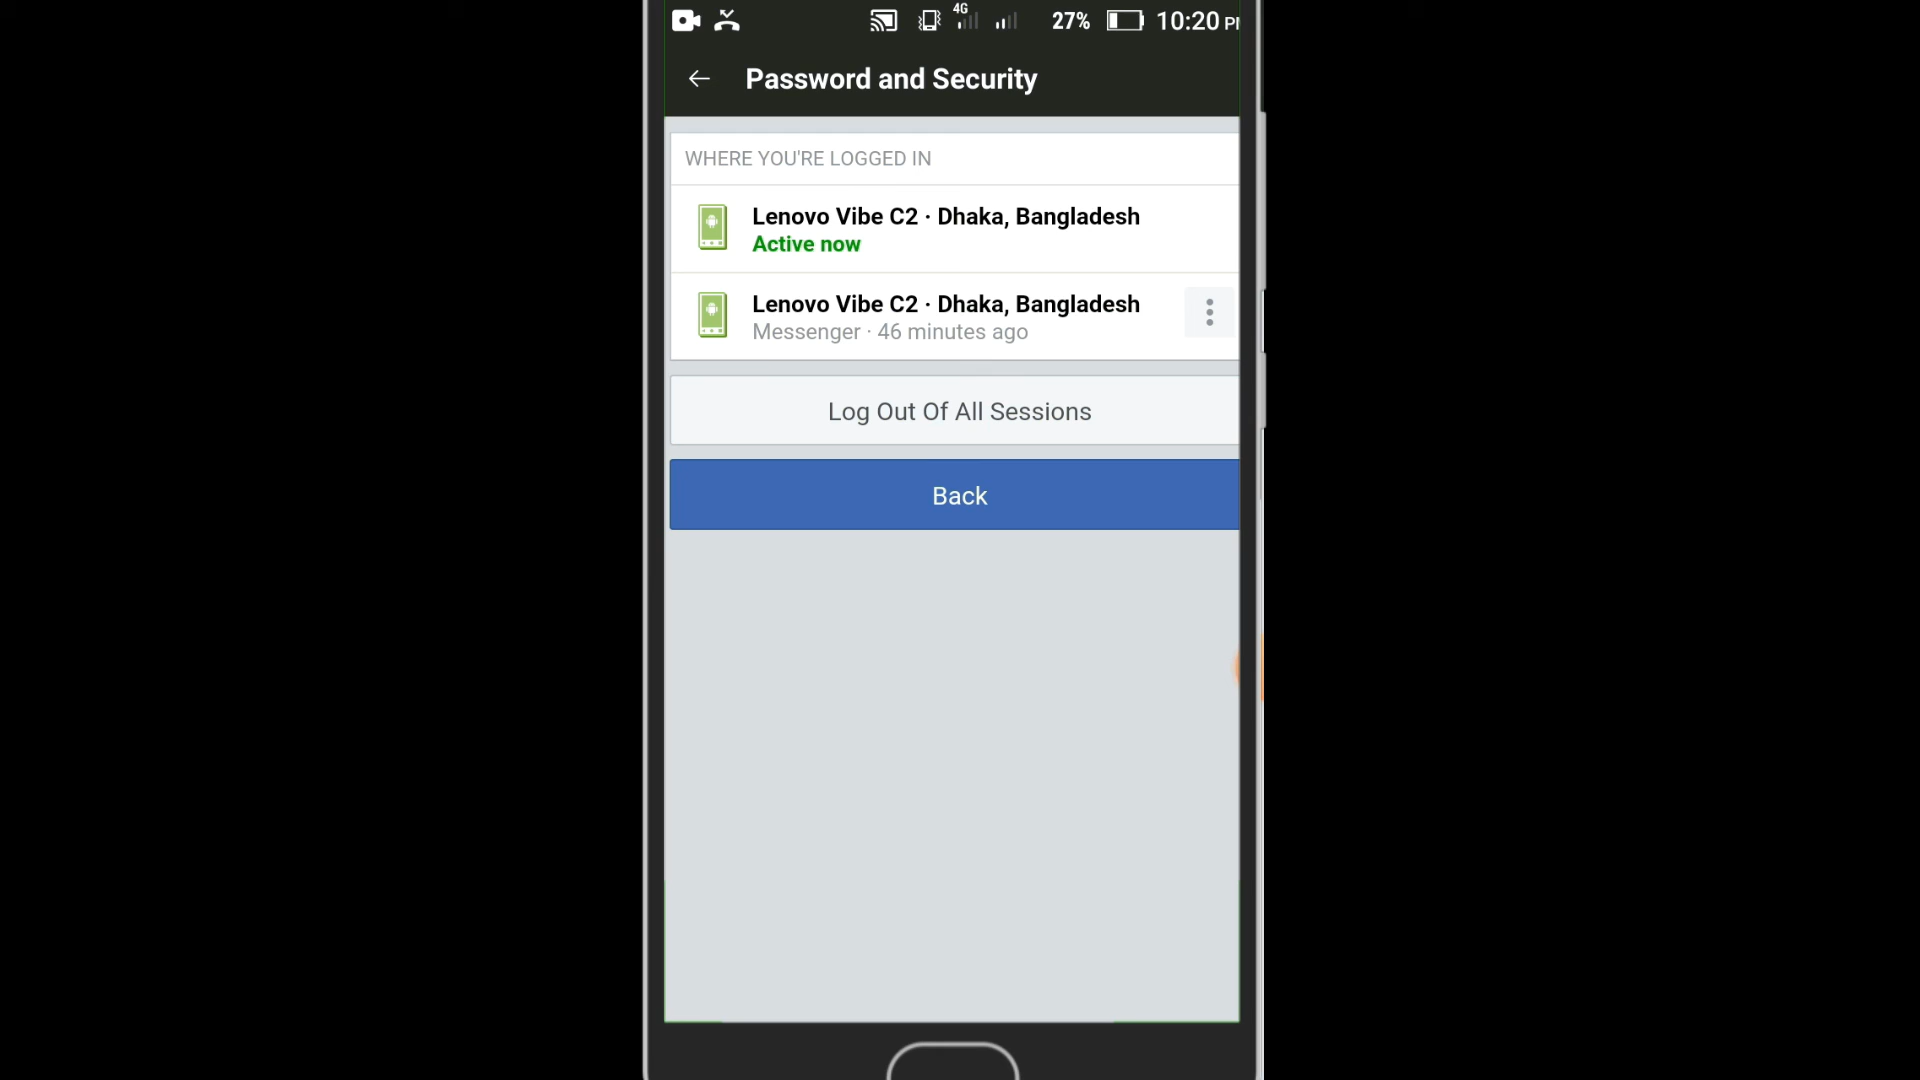 4G
27%
10:20 PM
Password and Security
WHERE YOU'RE LOGGED IN
Lenovo Vibe C2 · Dhaka, Bangladesh
Active now
Lenovo Vibe C2 · Dhaka, Bangladesh
Messenger · 46 minutes ago
Log Out Of All Sessions
Back